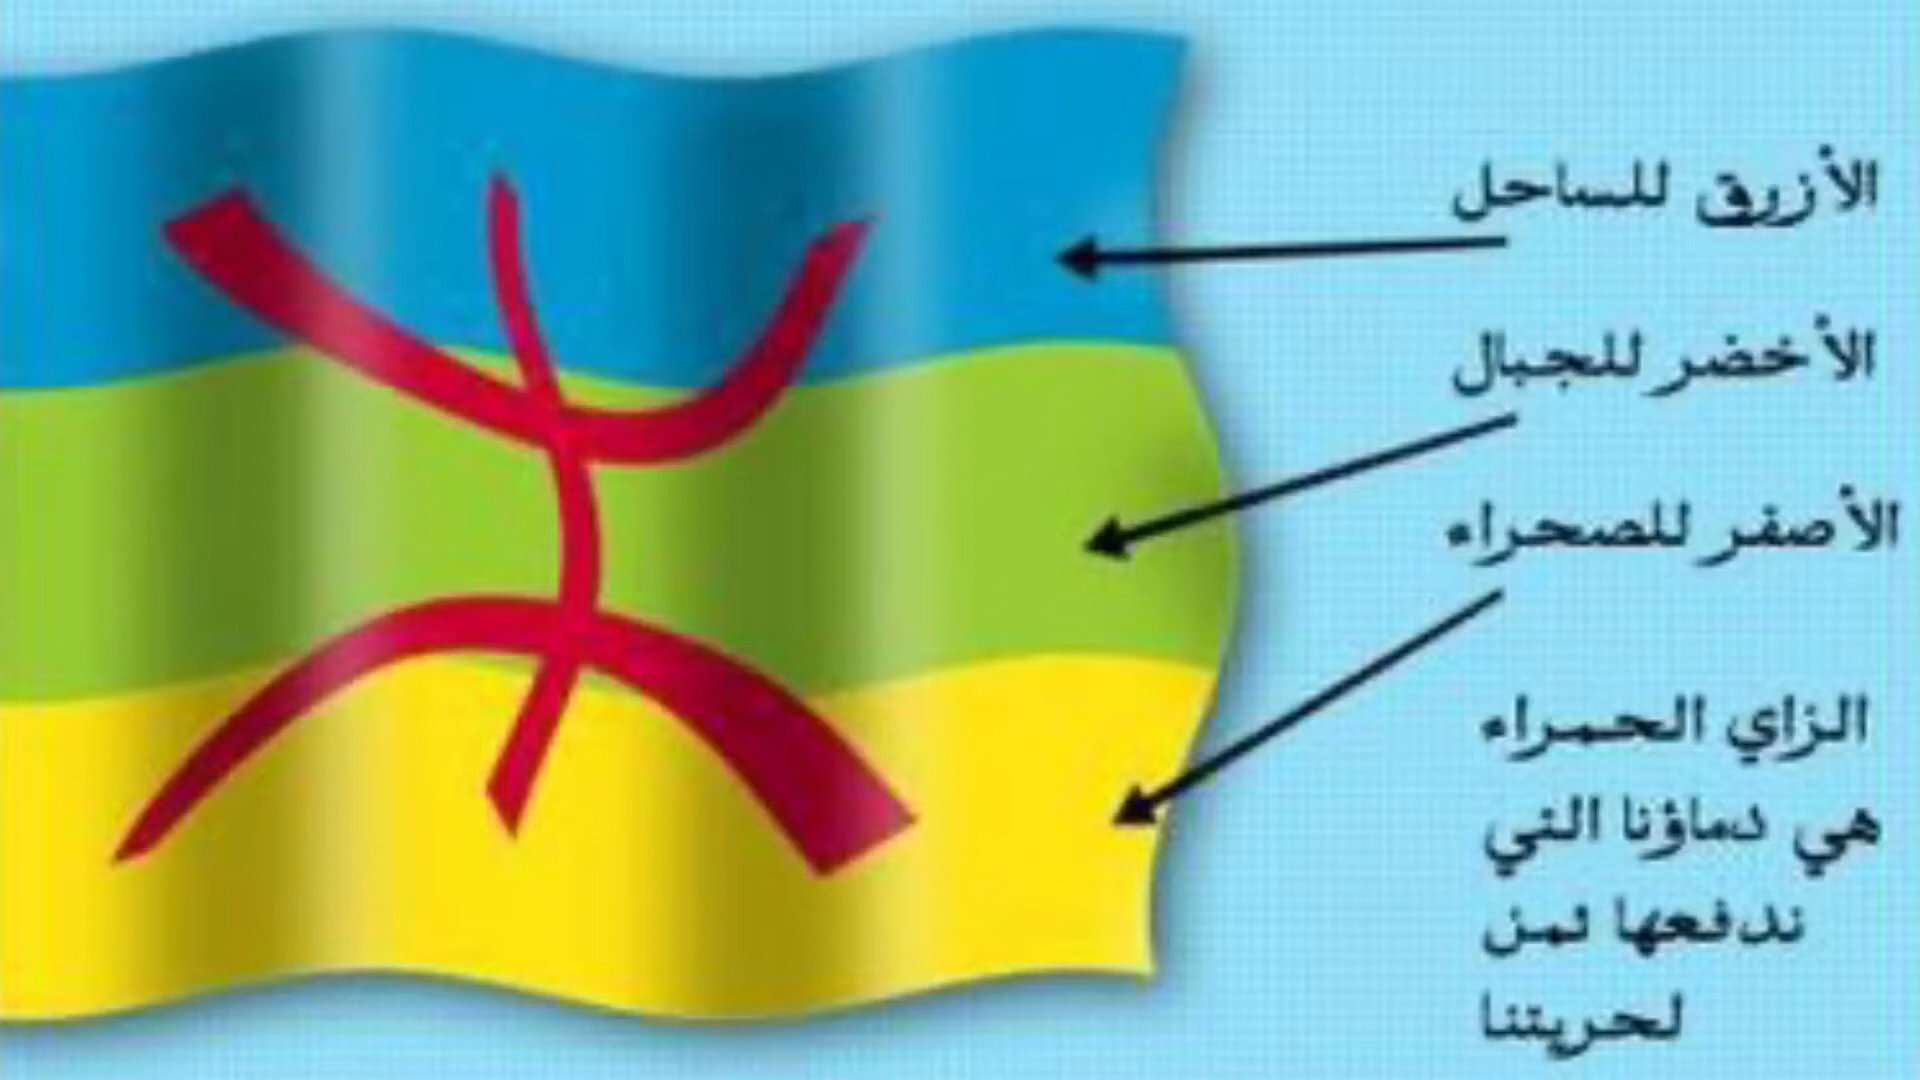 الأزرق للساحل
الأخضر للجبال
الأصفر للصحراء
الزاي الحمراء
هي دماؤنا التي
ندفعها ثمن
لحريتنا